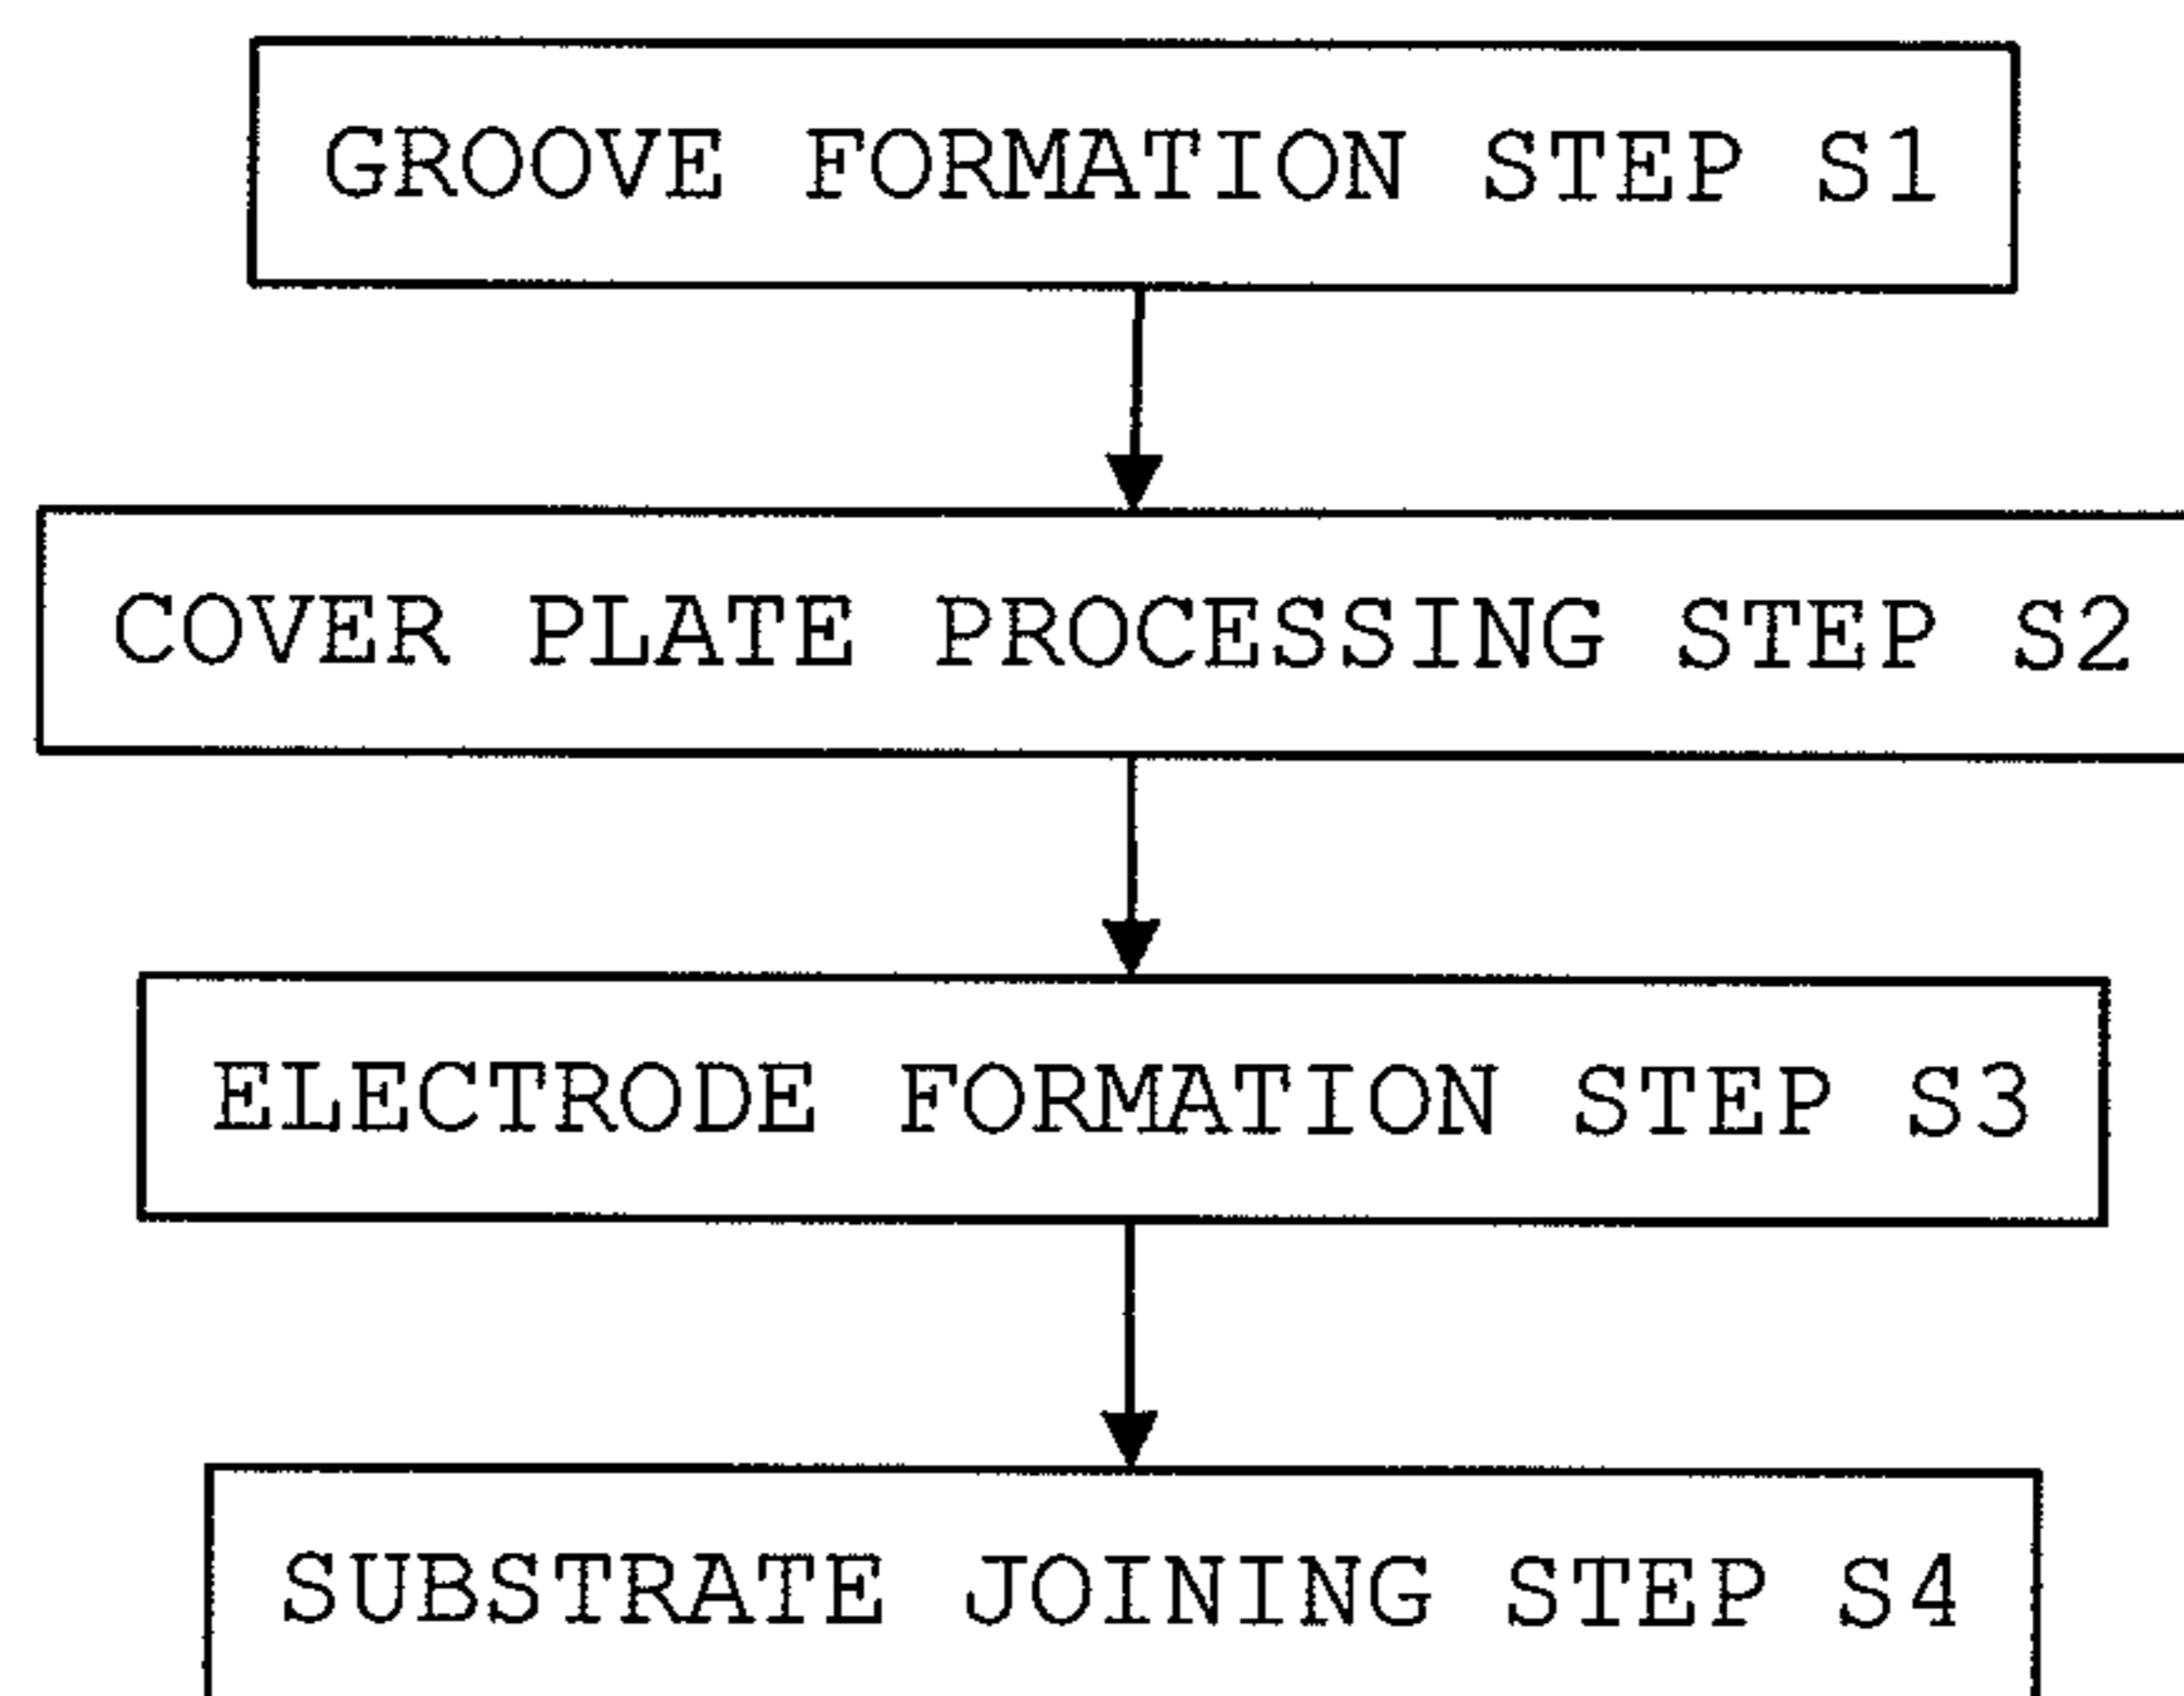 GROOVE FORMATION STEP S1
COVER PLATE PROCESSING STEP S2
ELECTRODE FORMATION STEP S3
SUBSTRATE JOINING STEP S4